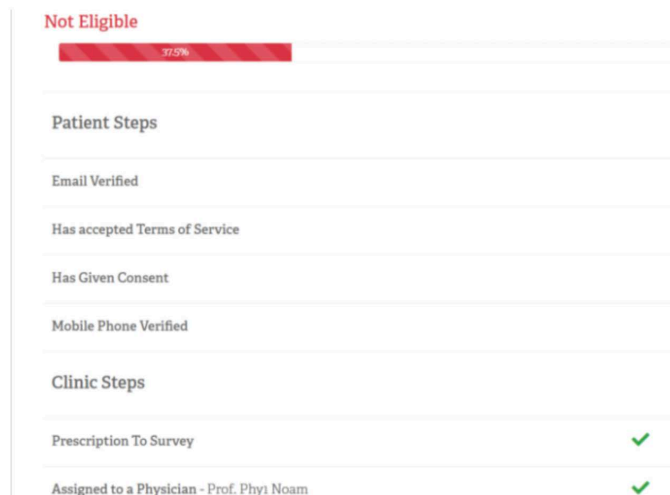 Not Eligible
37.5%
Patient Steps
Email Verified
Has accepted Terms of Service
Has Given Consent
Mobile Phone Verified
Clinic Steps
Prescription To Survey
Assigned to a Physician - Prof. Phy1 Noam